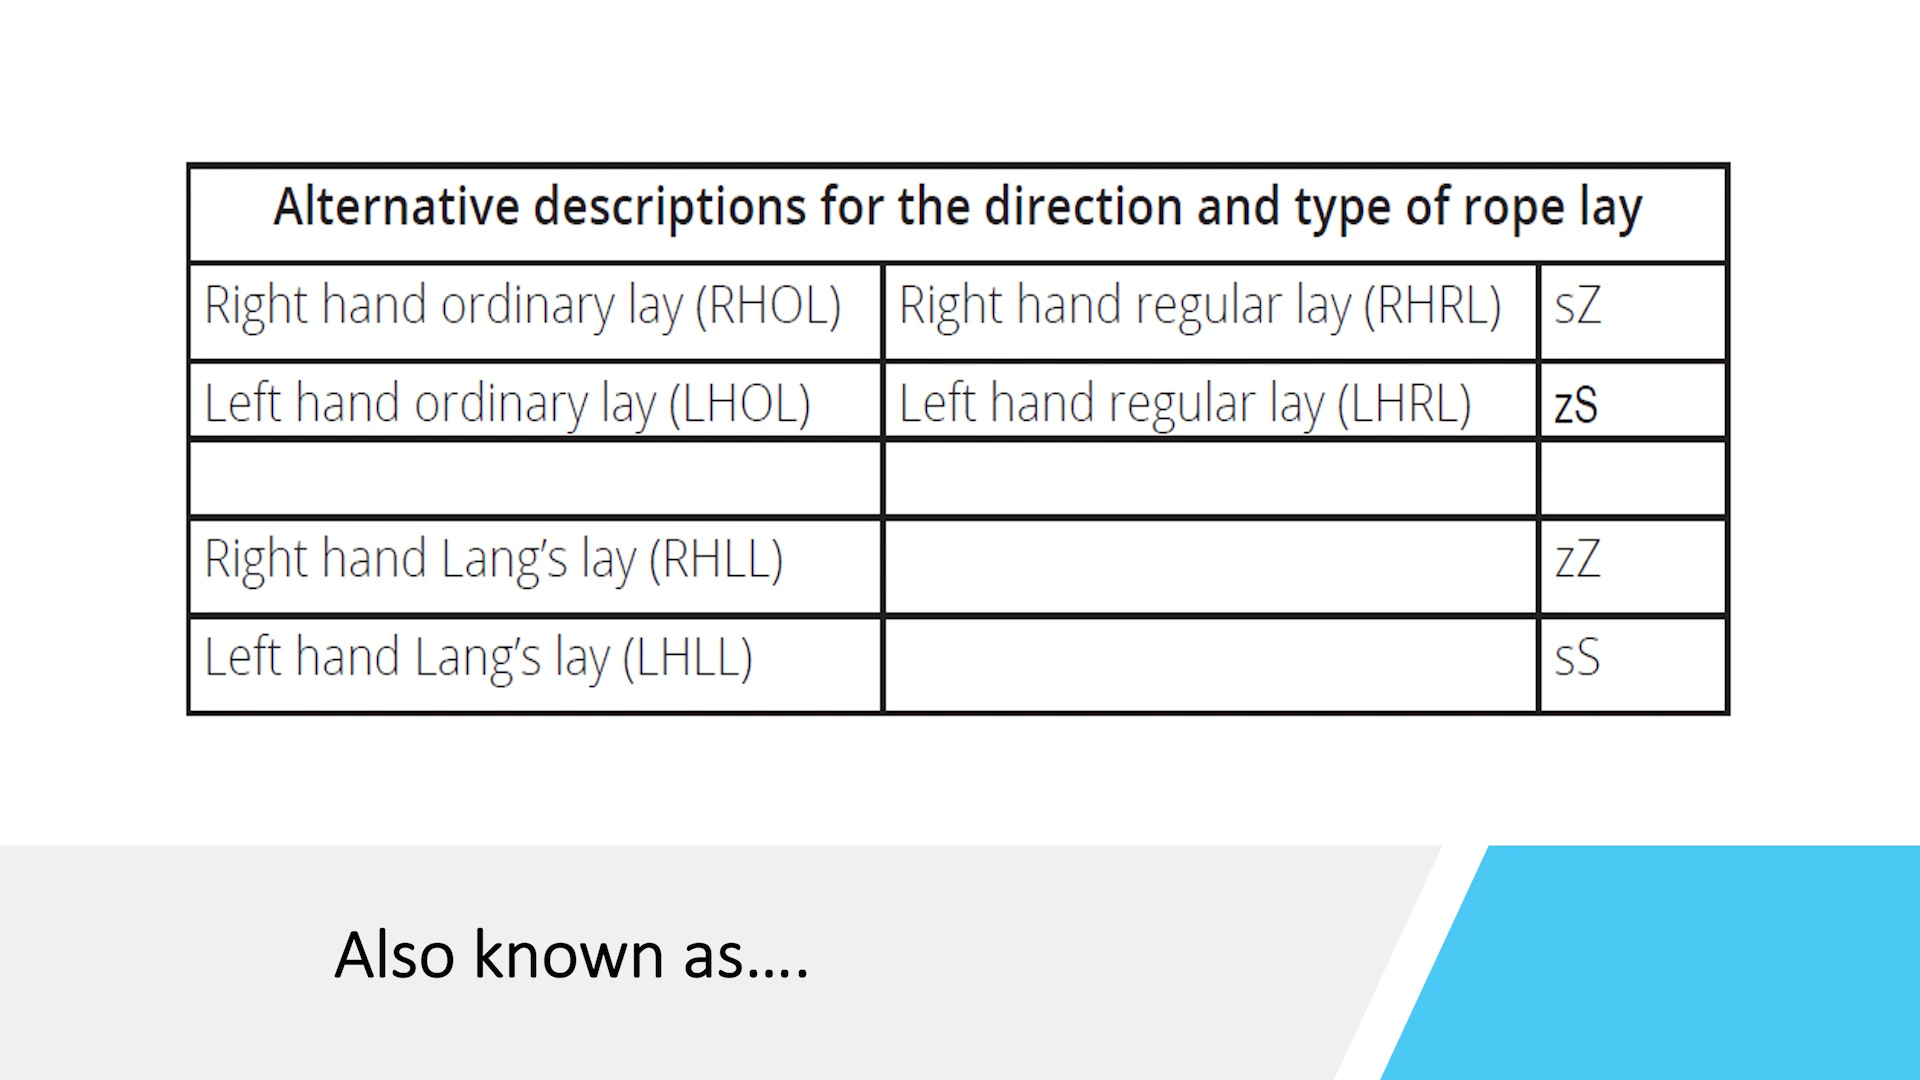 Alternative descriptions for the direction and type of rope lay
Right hand ordinary lay (RHOL) Right hand regular lay (RHRL) sZ
Left hand ordinary lay (LHOL) Left hand regular lay (LHRL) zS
Right hand Lang’s lay (RHLL) zZ
Left hand Lang’s lay (LHLL) sS
Also known as....